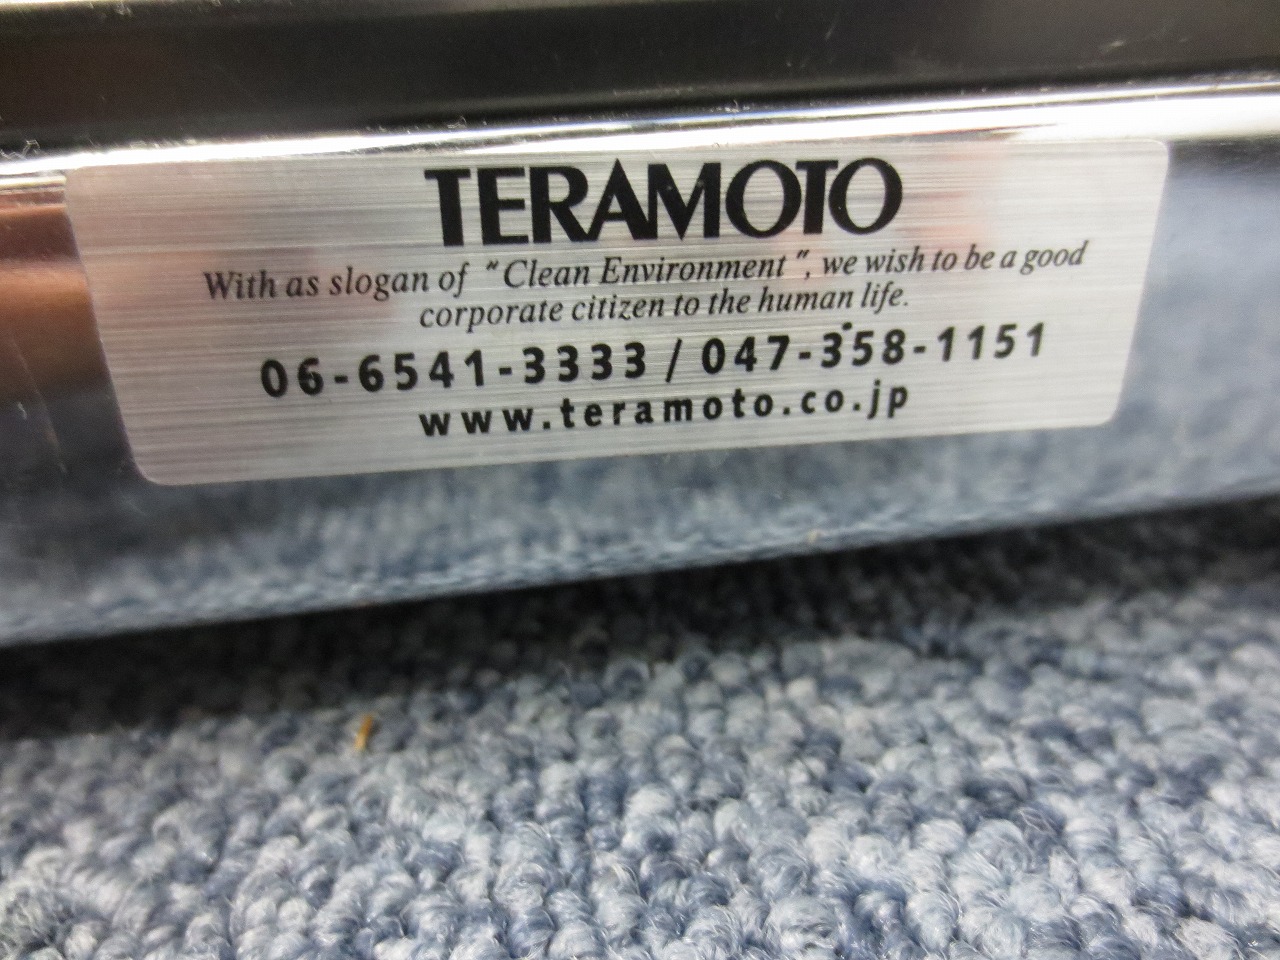 TERAMOTO
With as slogan of "Clean Environment", we wish to be a good
corporate citizen to the human life.
06-6541-3333 / 047-358-1151
www.teramoto.co.jp